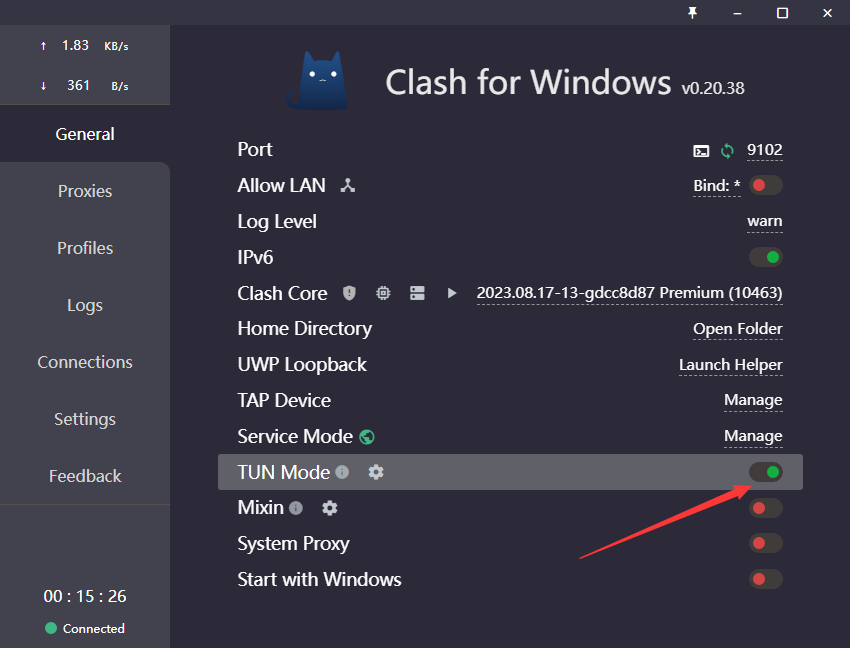 ↑ 1.83 KB/s
↓ 361 B/s
General
Proxies
Profiles
Logs
Connections
Settings
Feedback
00 : 15 : 26
Connected
Clash for Windows v0.20.38
Port 9102
Allow LAN Bind: *
Log Level warn
IPv6
Clash Core 2023.08.17-13-gdcc8d87 Premium (10463)
Home Directory Open Folder
UWP Loopback Launch Helper
TAP Device Manage
Service Mode Manage
TUN Mode
Mixin
System Proxy
Start with Windows